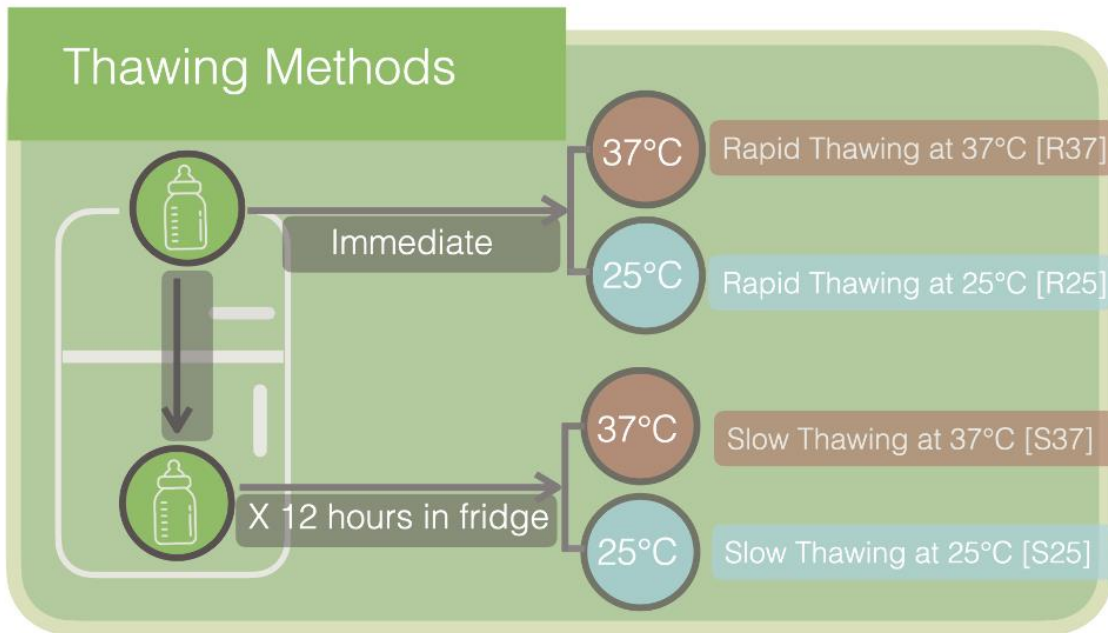 Thawing Methods
37°C
Rapid Thawing at 37°C [R37]
Immediate
25°C
Rapid Thawing at 25°C [R25]
37°C
Slow Thawing at 37°C [S37]
X 12 hours in fridge
25°C
Slow Thawing at 25°C [S25]